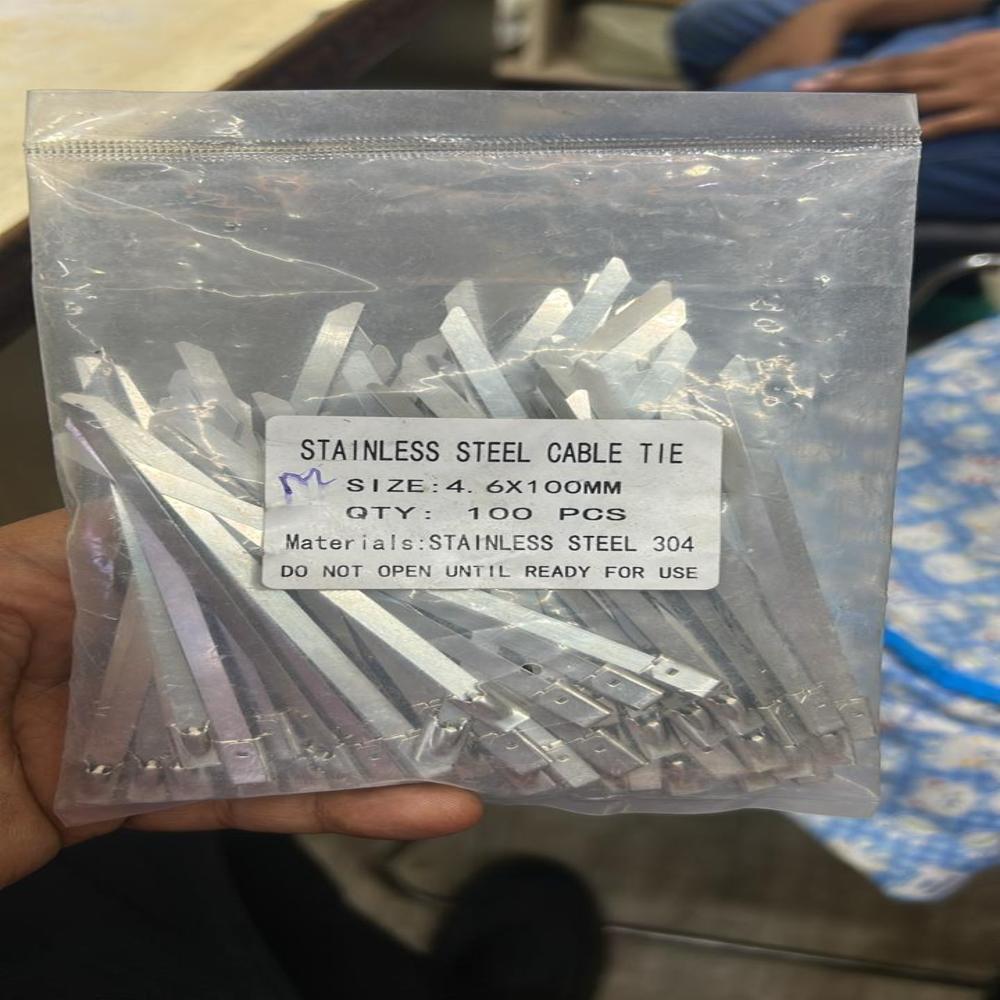 STAINLESS STEEL CABLE TIE
SIZE:4. 6X100MM
QTY: 100 PCS
Materials:STAINLESS STEEL 304
DO NOT OPEN UNTIL READY FOR USE